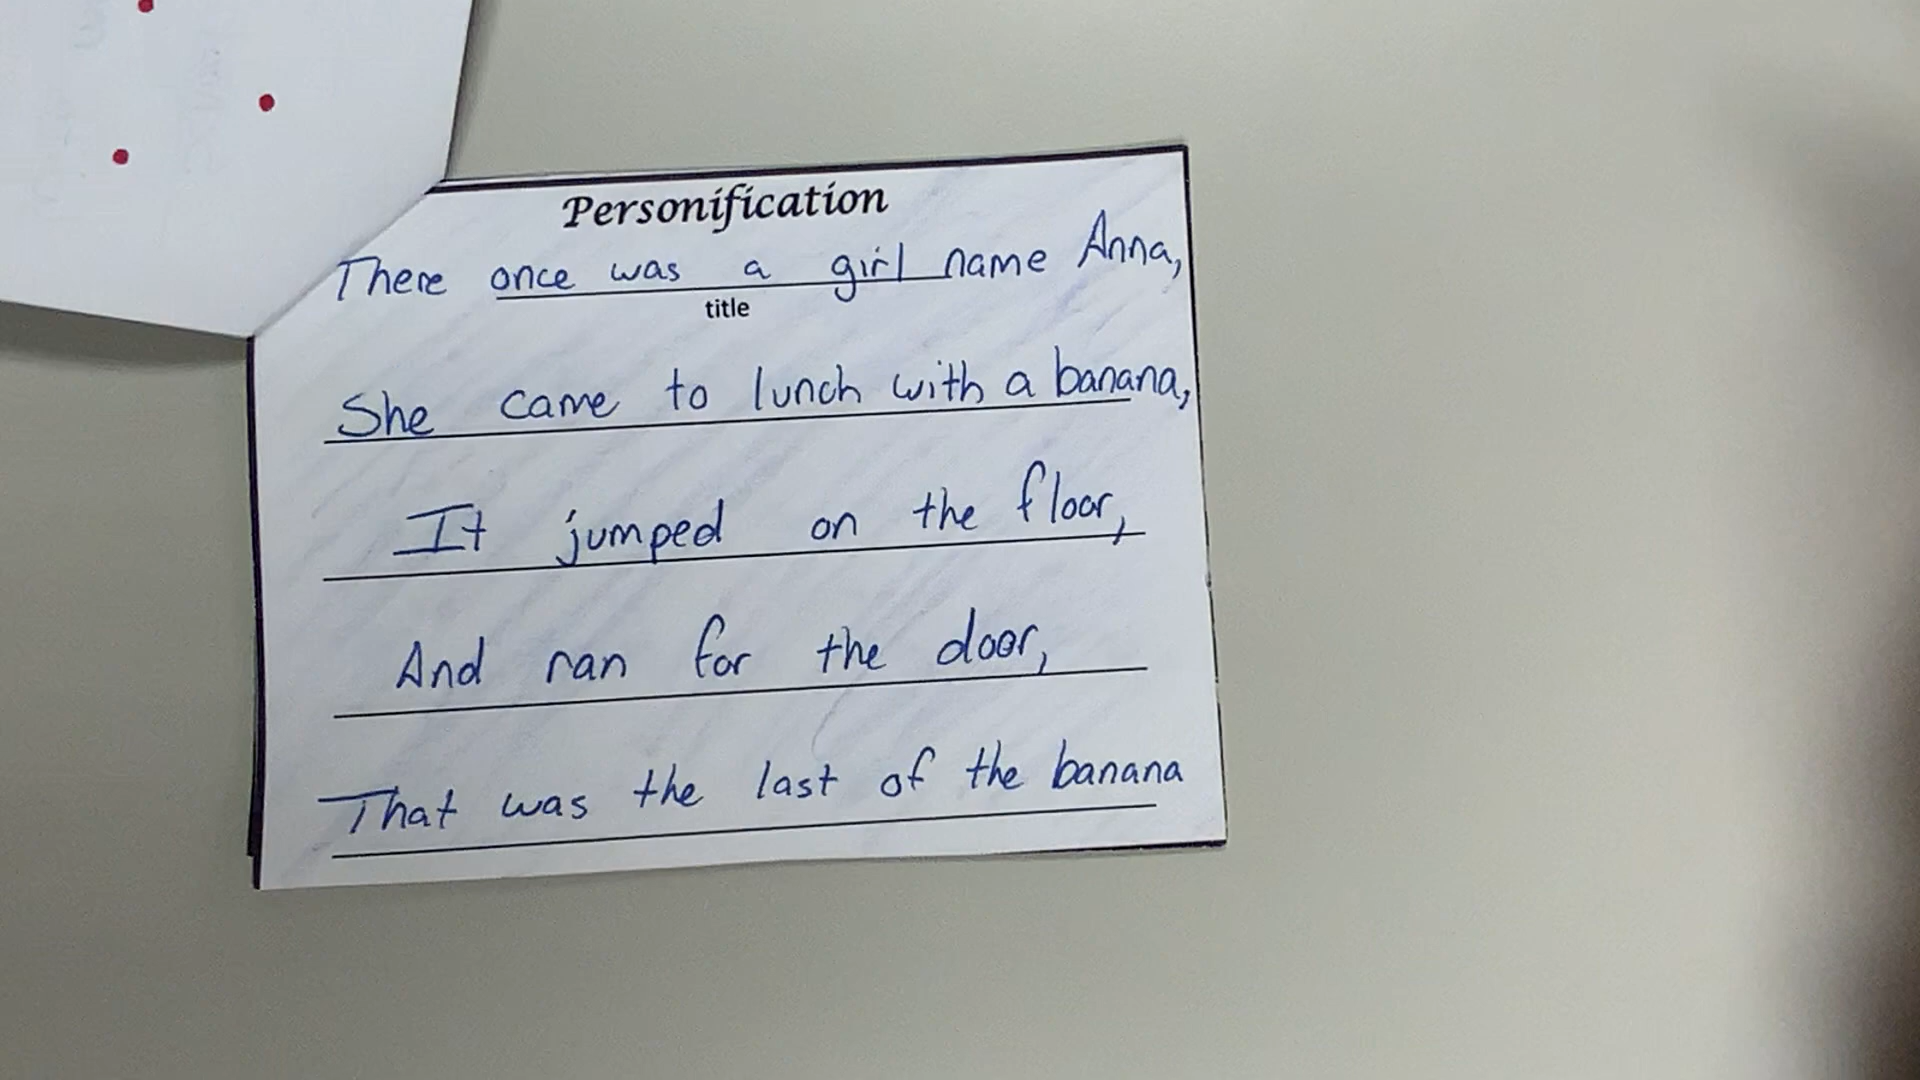 Personification
There once was a girl name Anna,
title
She came to lunch with a banana,
It jumped on the floor,
And ran for the door,
That was the last of the banana